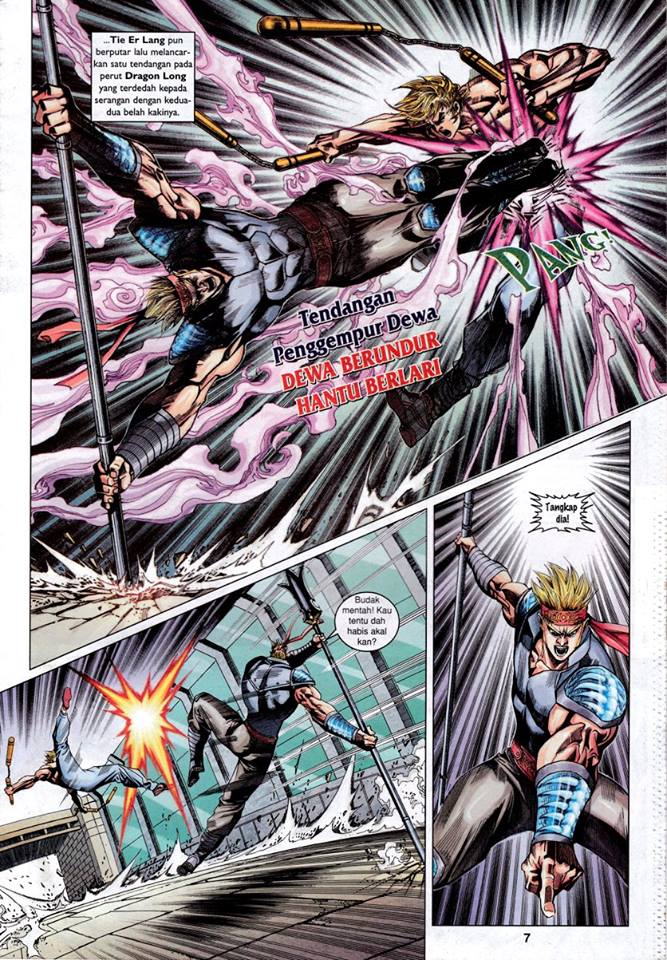 ...Tie Er Lang pun
berputar lalu melancar-
kan satu tendangan pada
perut Dragon Long
yang terdedah kepada
serangan dengan kedua-
dua belah kakinya.
PANG!
Tendangan
Penggempur Dewa
DEWA BERUNDUR
HANTU BERLARI
Budak
mentah! Kau
tentu dah
habis akal
kan?
Tangkap
dia!
7